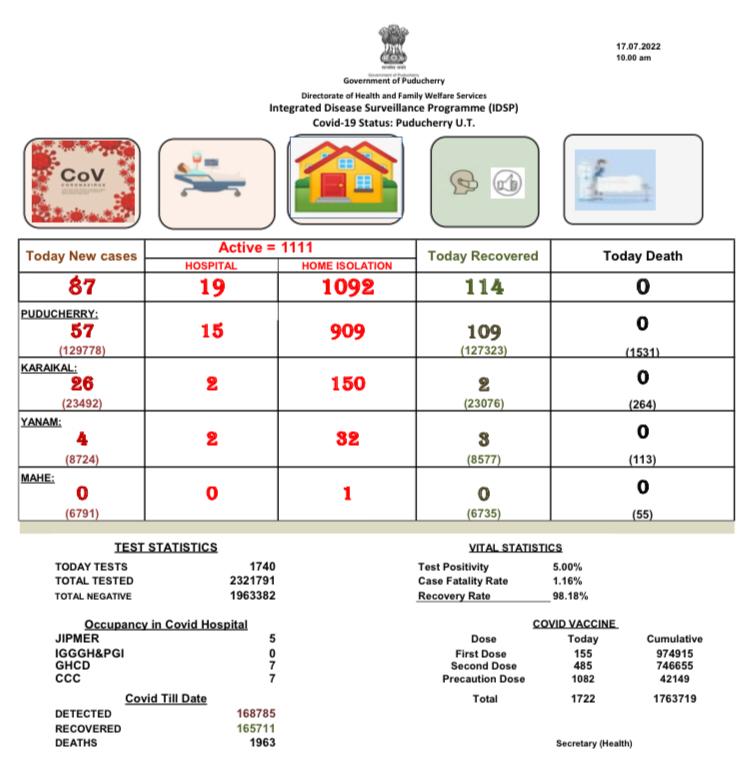 17.07.2022
10.00 am
Government of Puducherry
Government of Puducherry
Directorate of Health and Family Welfare Services
Integrated Disease Surveillance Programme (IDSP)
Covid-19 Status: Puducherry U.T.
CoV
CORONAVIRUS
Today New cases Active = 1111 Today Recovered Today Death
HOSPITAL HOME ISOLATION
87 19 1092 114 0
PUDUCHERRY:
57 15 909 109 0
(129778) (127323) (1531)
KARAIKAL:
26 2 150 2 0
(23492) (23076) (264)
YANAM:
4 2 32 3 0
(8724) (8577) (113)
MAHE:
0 0 1 0 0
(6791) (6735) (55)
TEST STATISTICS
TODAY TESTS 1740
TOTAL TESTED 2321791
TOTAL NEGATIVE 1963382
VITAL STATISTICS
Test Positivity 5.00%
Case Fatality Rate 1.16%
Recovery Rate 98.18%
Occupancy in Covid Hospital
JIPMER 5
IGGGH&PGI 0
GHCD 7
CCC 7
COVID VACCINE
Dose Today Cumulative
First Dose 155 974915
Second Dose 485 746655
Precaution Dose 1082 42149
Total 1722 1763719
Covid Till Date
DETECTED 168785
RECOVERED 165711
DEATHS 1963
Secretary (Health)